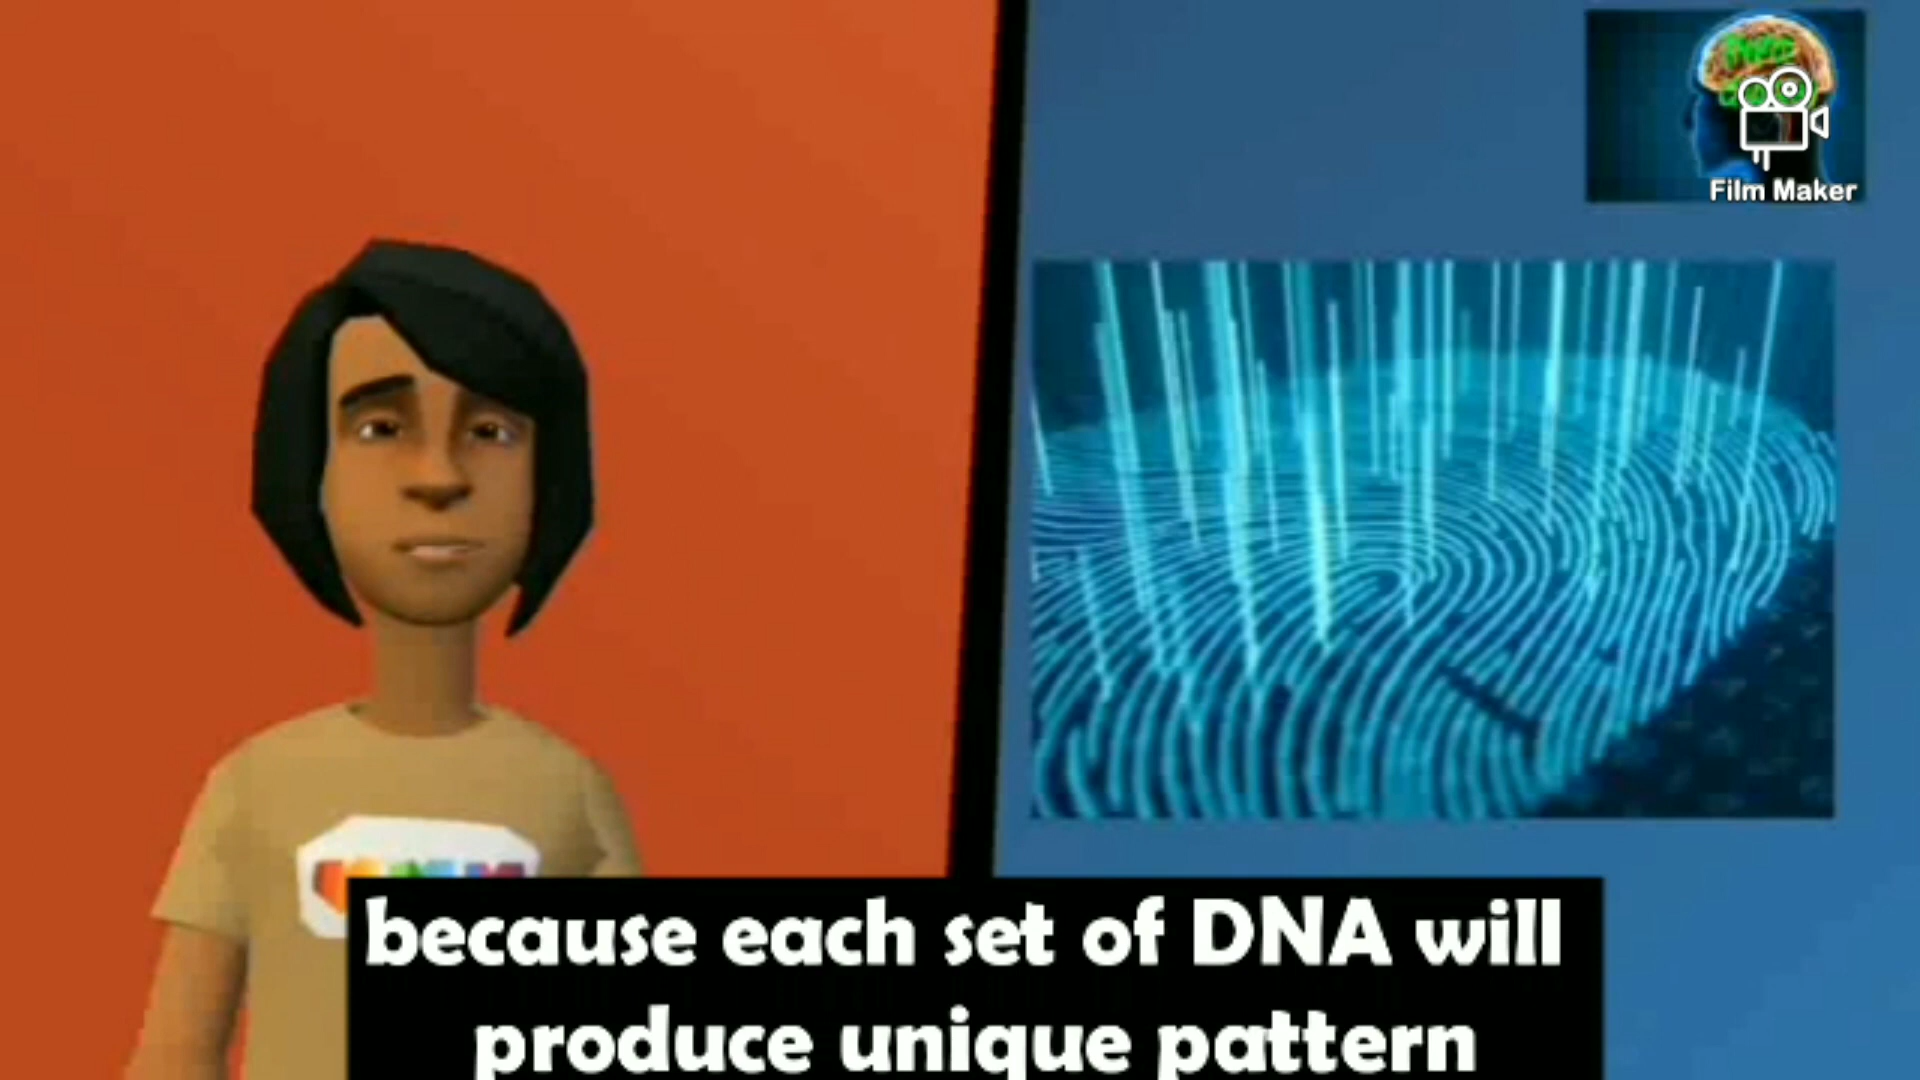 Film Maker
because each set of DNA will
produce unique pattern